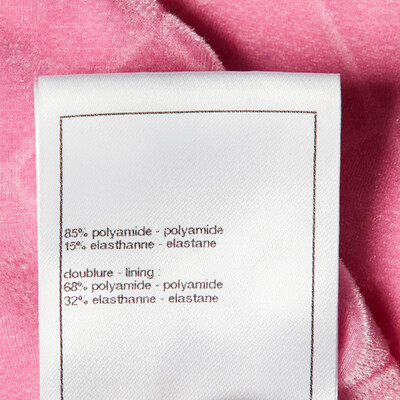 85% polyamide - polyamide
15% elasthanne - elastane
doublure - lining :
68% polyamide - polyamide
32% elasthanne - elastane